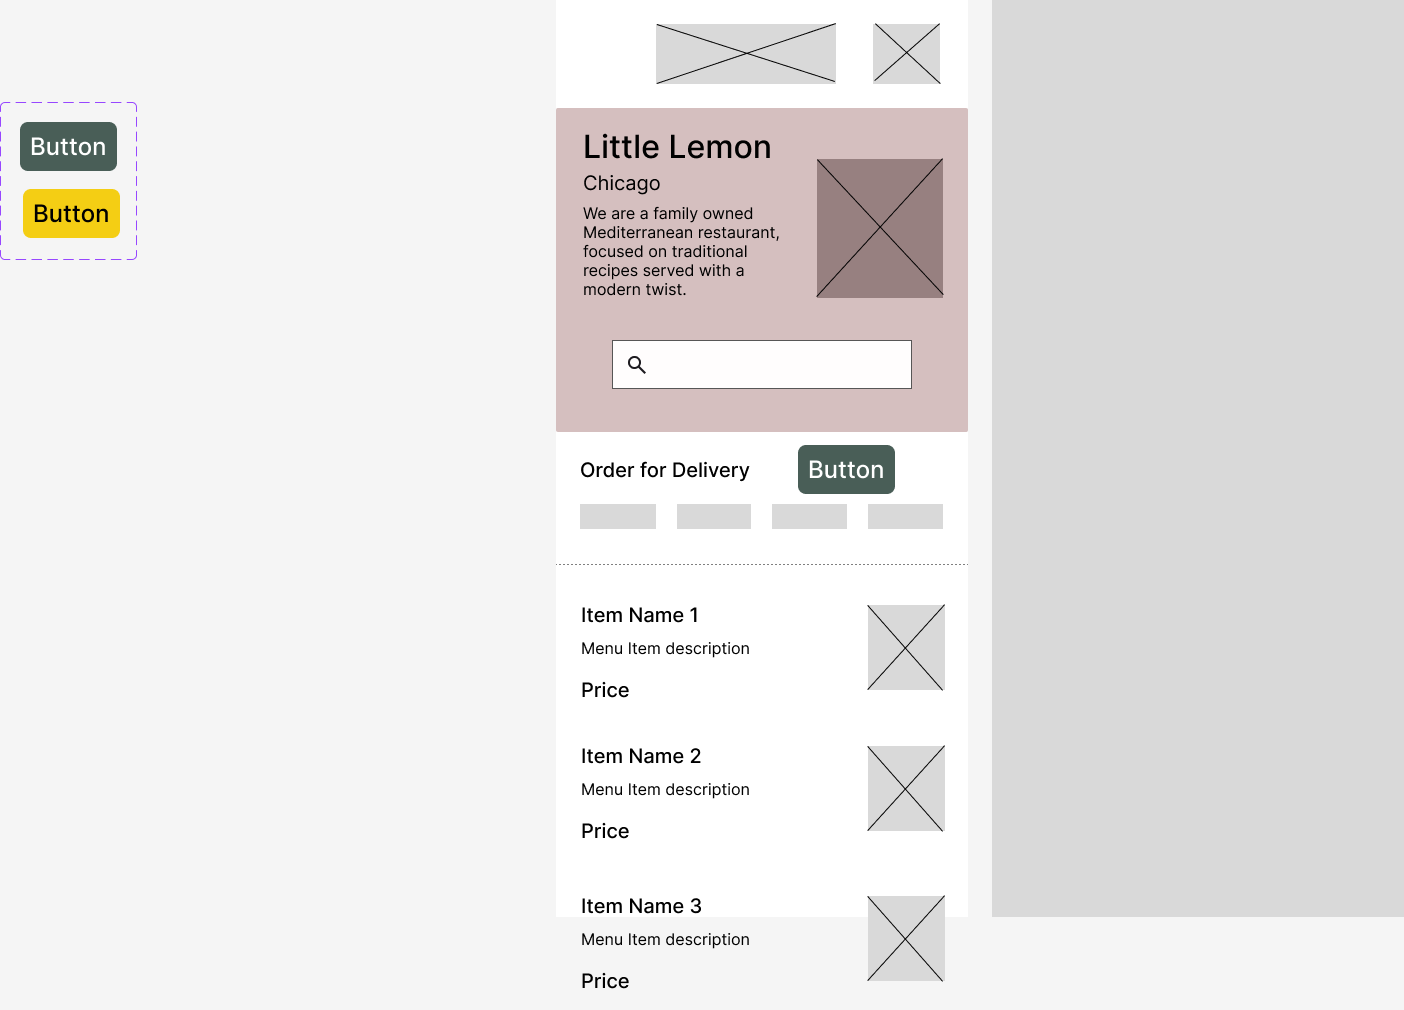 Button
Button
Little Lemon
Chicago
We are a family owned
Mediterranean restaurant,
focused on traditional
recipes served with a
modern twist.
Order for Delivery
Button
Item Name 1
Menu Item description
Price
Item Name 2
Menu Item description
Price
Item Name 3
Menu Item description
Price